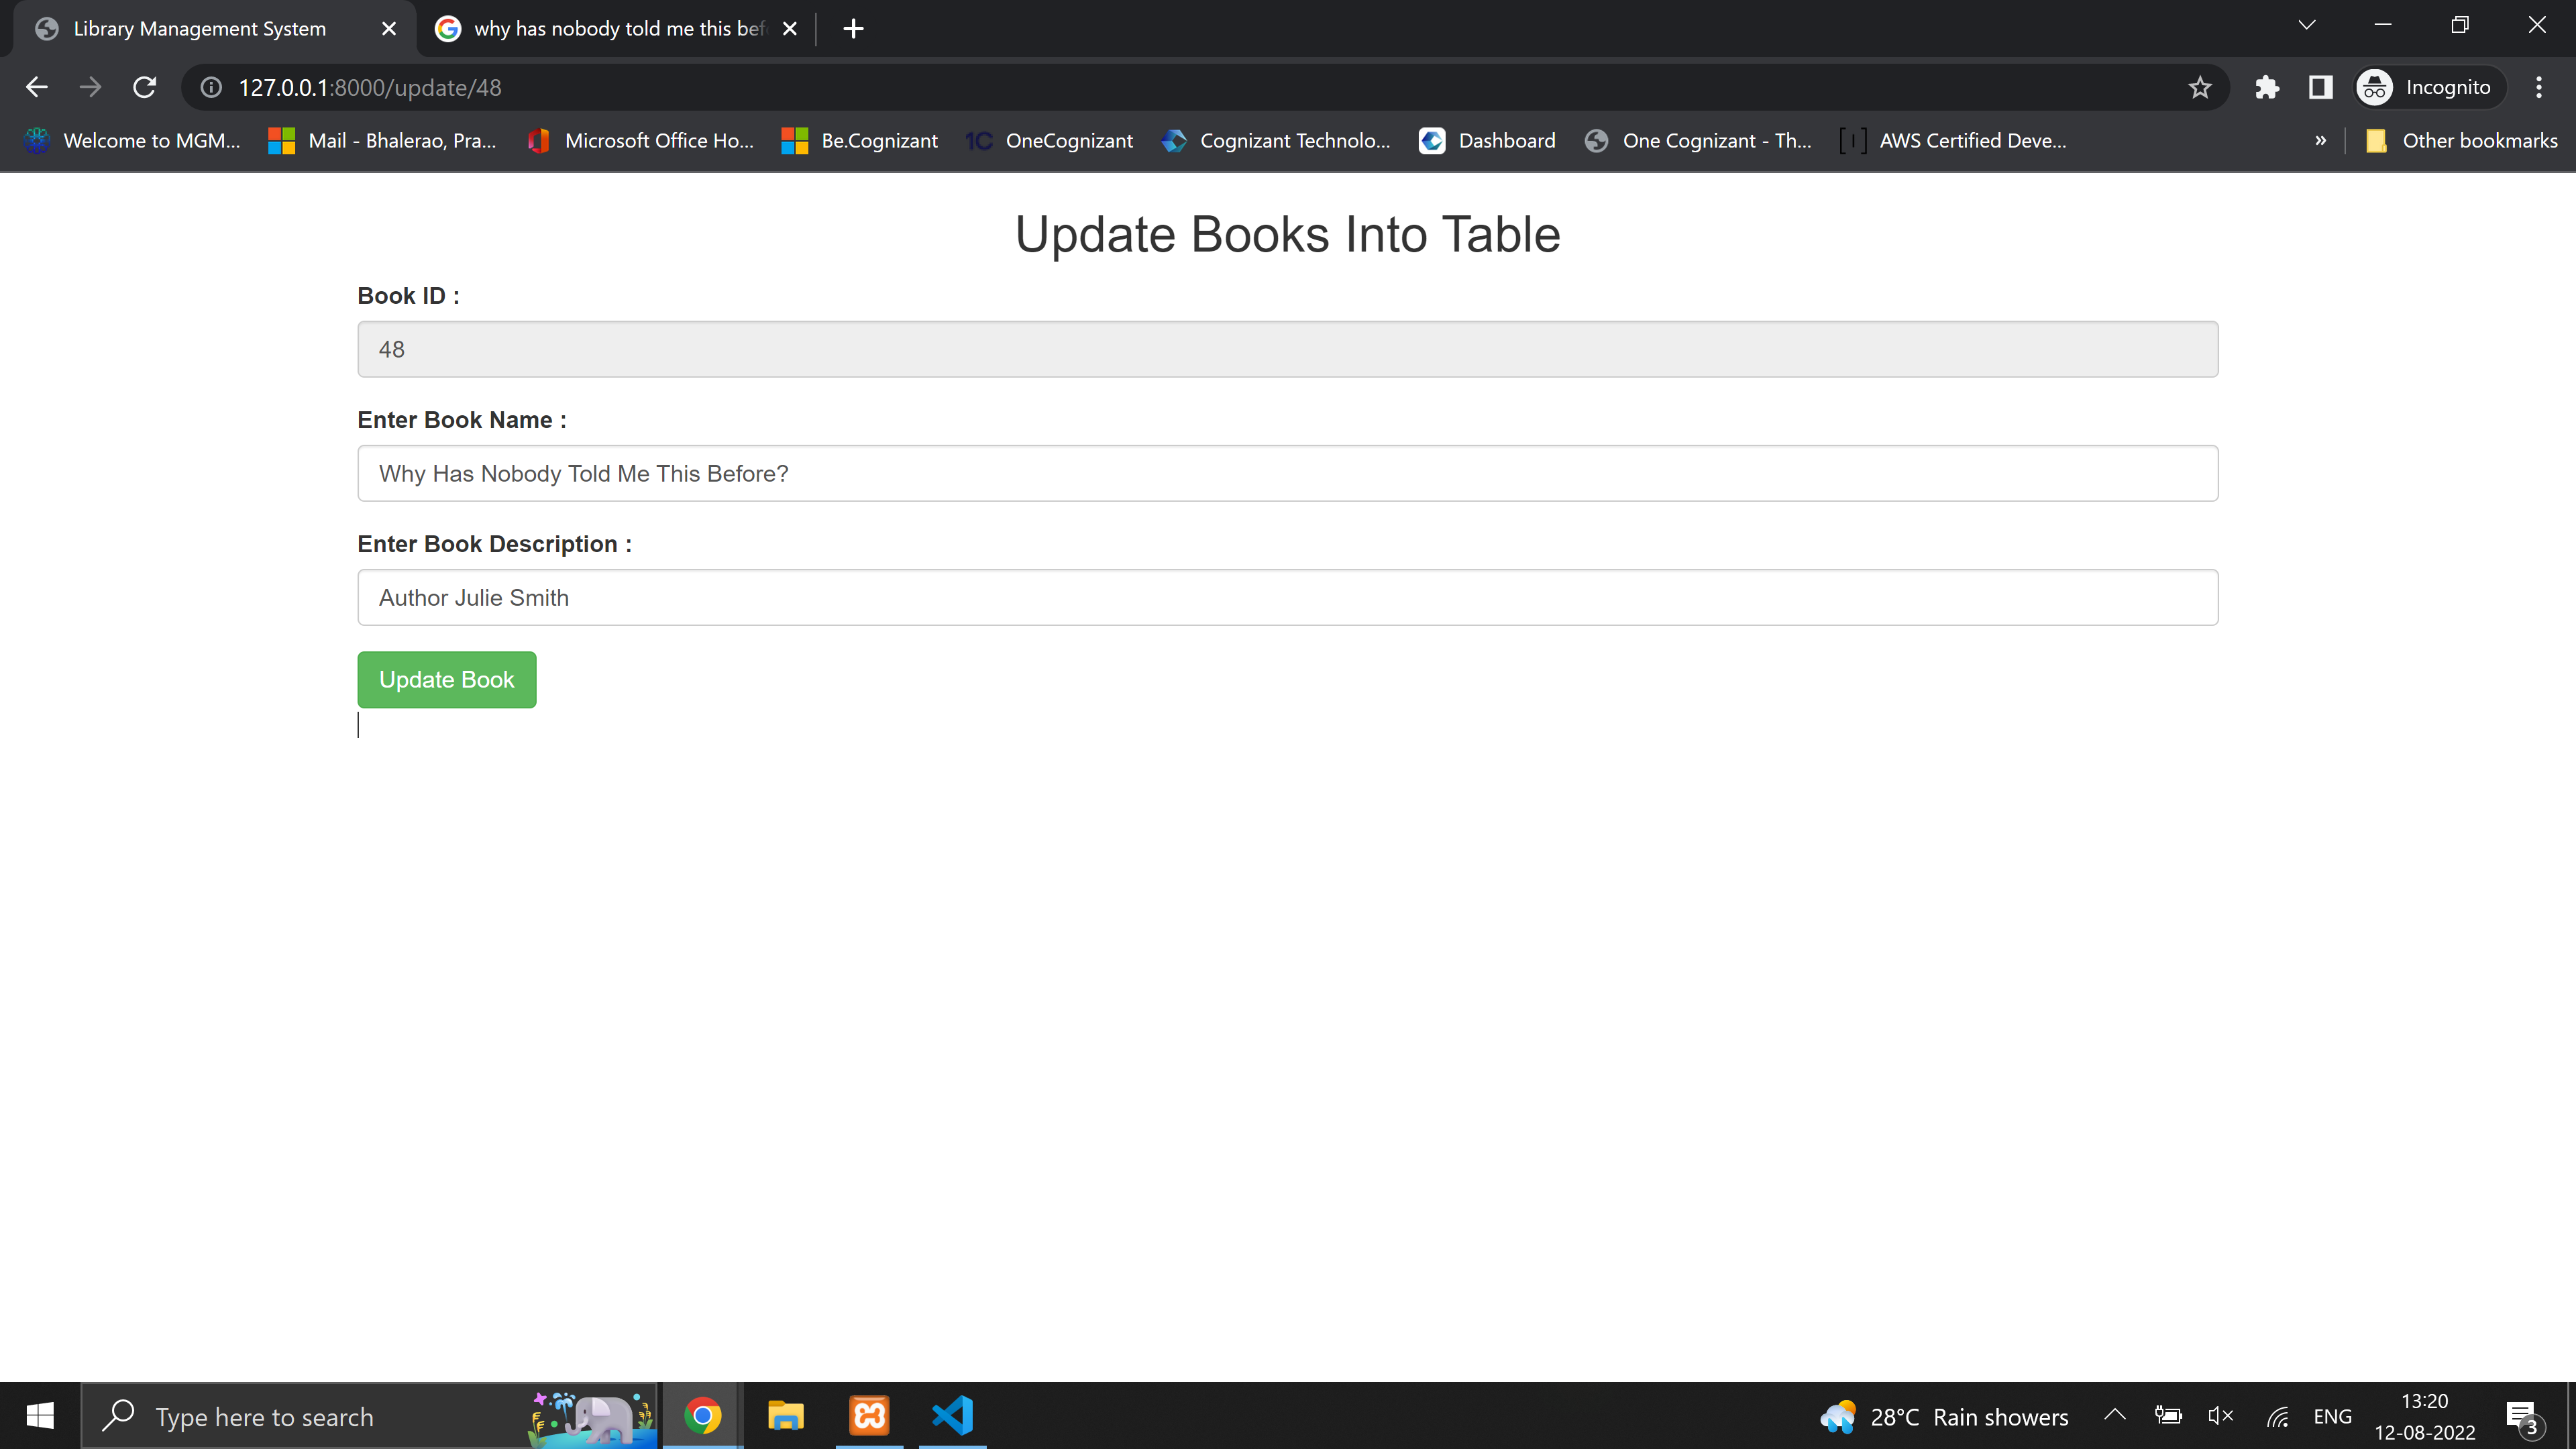 Library Management System
why has nobody told me this bef
127.0.0.1:8000/update/48
Incognito
Welcome to MGM...
Mail - Bhalerao, Pra...
Microsoft Office Ho...
Be.Cognizant
1C OneCognizant
Cognizant Technolo...
Dashboard
One Cognizant - Th...
AWS Certified Deve...
»
Other bookmarks
Update Books Into Table
Book ID :
48
Enter Book Name :
Why Has Nobody Told Me This Before?
Enter Book Description :
Author Julie Smith
Update Book
Type here to search
28°C Rain showers
ENG
13:20
12-08-2022
3